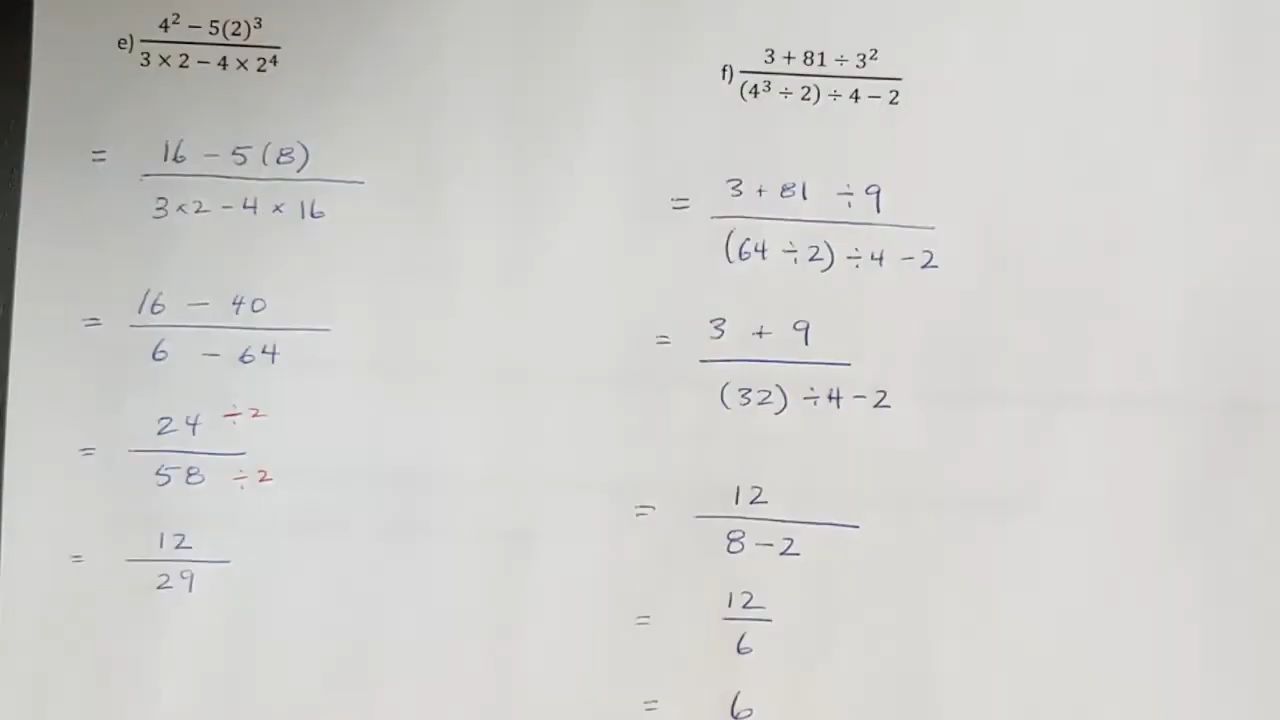 e) 4² − 5(2)³
3 × 2 − 4 × 2⁴
= 16 − 5(8)
3×2 − 4 × 16
= 16 − 40
6 − 64
= 24 ÷2
58 ÷2
= 12
29
f) 3 + 81 ÷ 3²
(4³ ÷ 2) ÷ 4 − 2
= 3 + 81 ÷ 9
(64 ÷ 2) ÷ 4 − 2
= 3 + 9
(32) ÷ 4 − 2
= 12
8 − 2
= 12
6
= 6